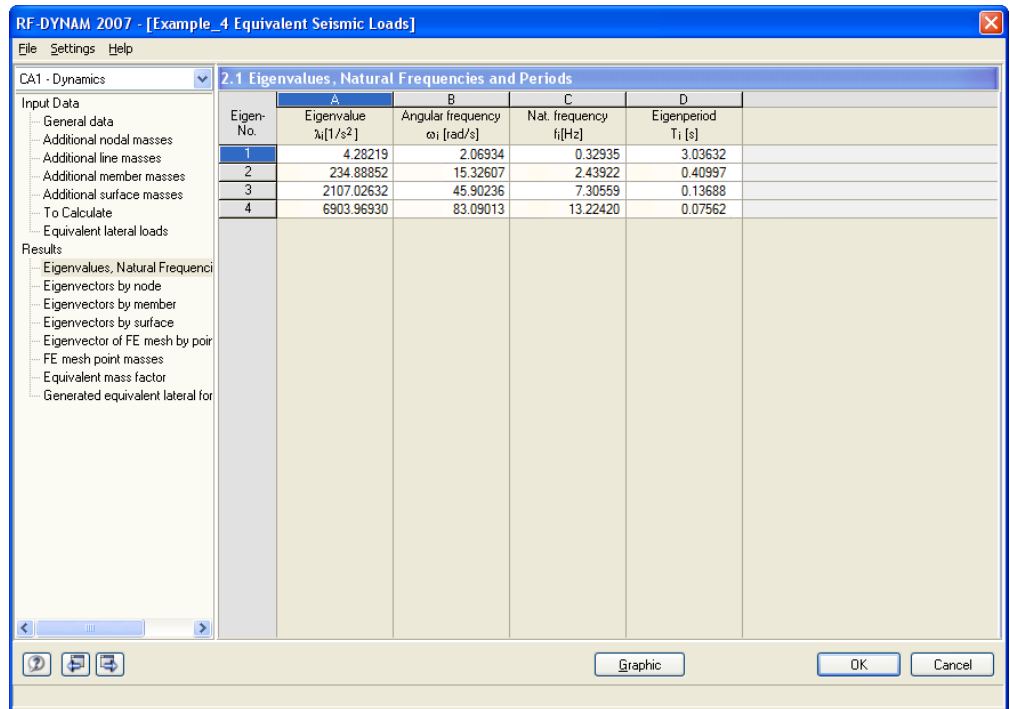 RF-DYNAM 2007 - [Example_4 Equivalent Seismic Loads]
File Settings Help
CA1 - Dynamics
2.1 Eigenvalues, Natural Frequencies and Periods
Input Data
General data
Additional nodal masses
Additional line masses
Additional member masses
Additional surface masses
To Calculate
Equivalent lateral loads
Results
Eigenvalues, Natural Frequenci
Eigenvectors by node
Eigenvectors by member
Eigenvectors by surface
Eigenvector of FE mesh by poir
FE mesh point masses
Equivalent mass factor
Generated equivalent lateral for
A B C D
Eigen- Eigenvalue Angular frequency Nat. frequency Eigenperiod
No. λi[1/s²] ωi [rad/s] fi[Hz] Ti [s]
1 4.28219 2.06934 0.32935 3.03632
2 234.88852 15.32607 2.43922 0.40997
3 2107.02632 45.90236 7.30559 0.13688
4 6903.96930 83.09013 13.22420 0.07562
Graphic OK Cancel